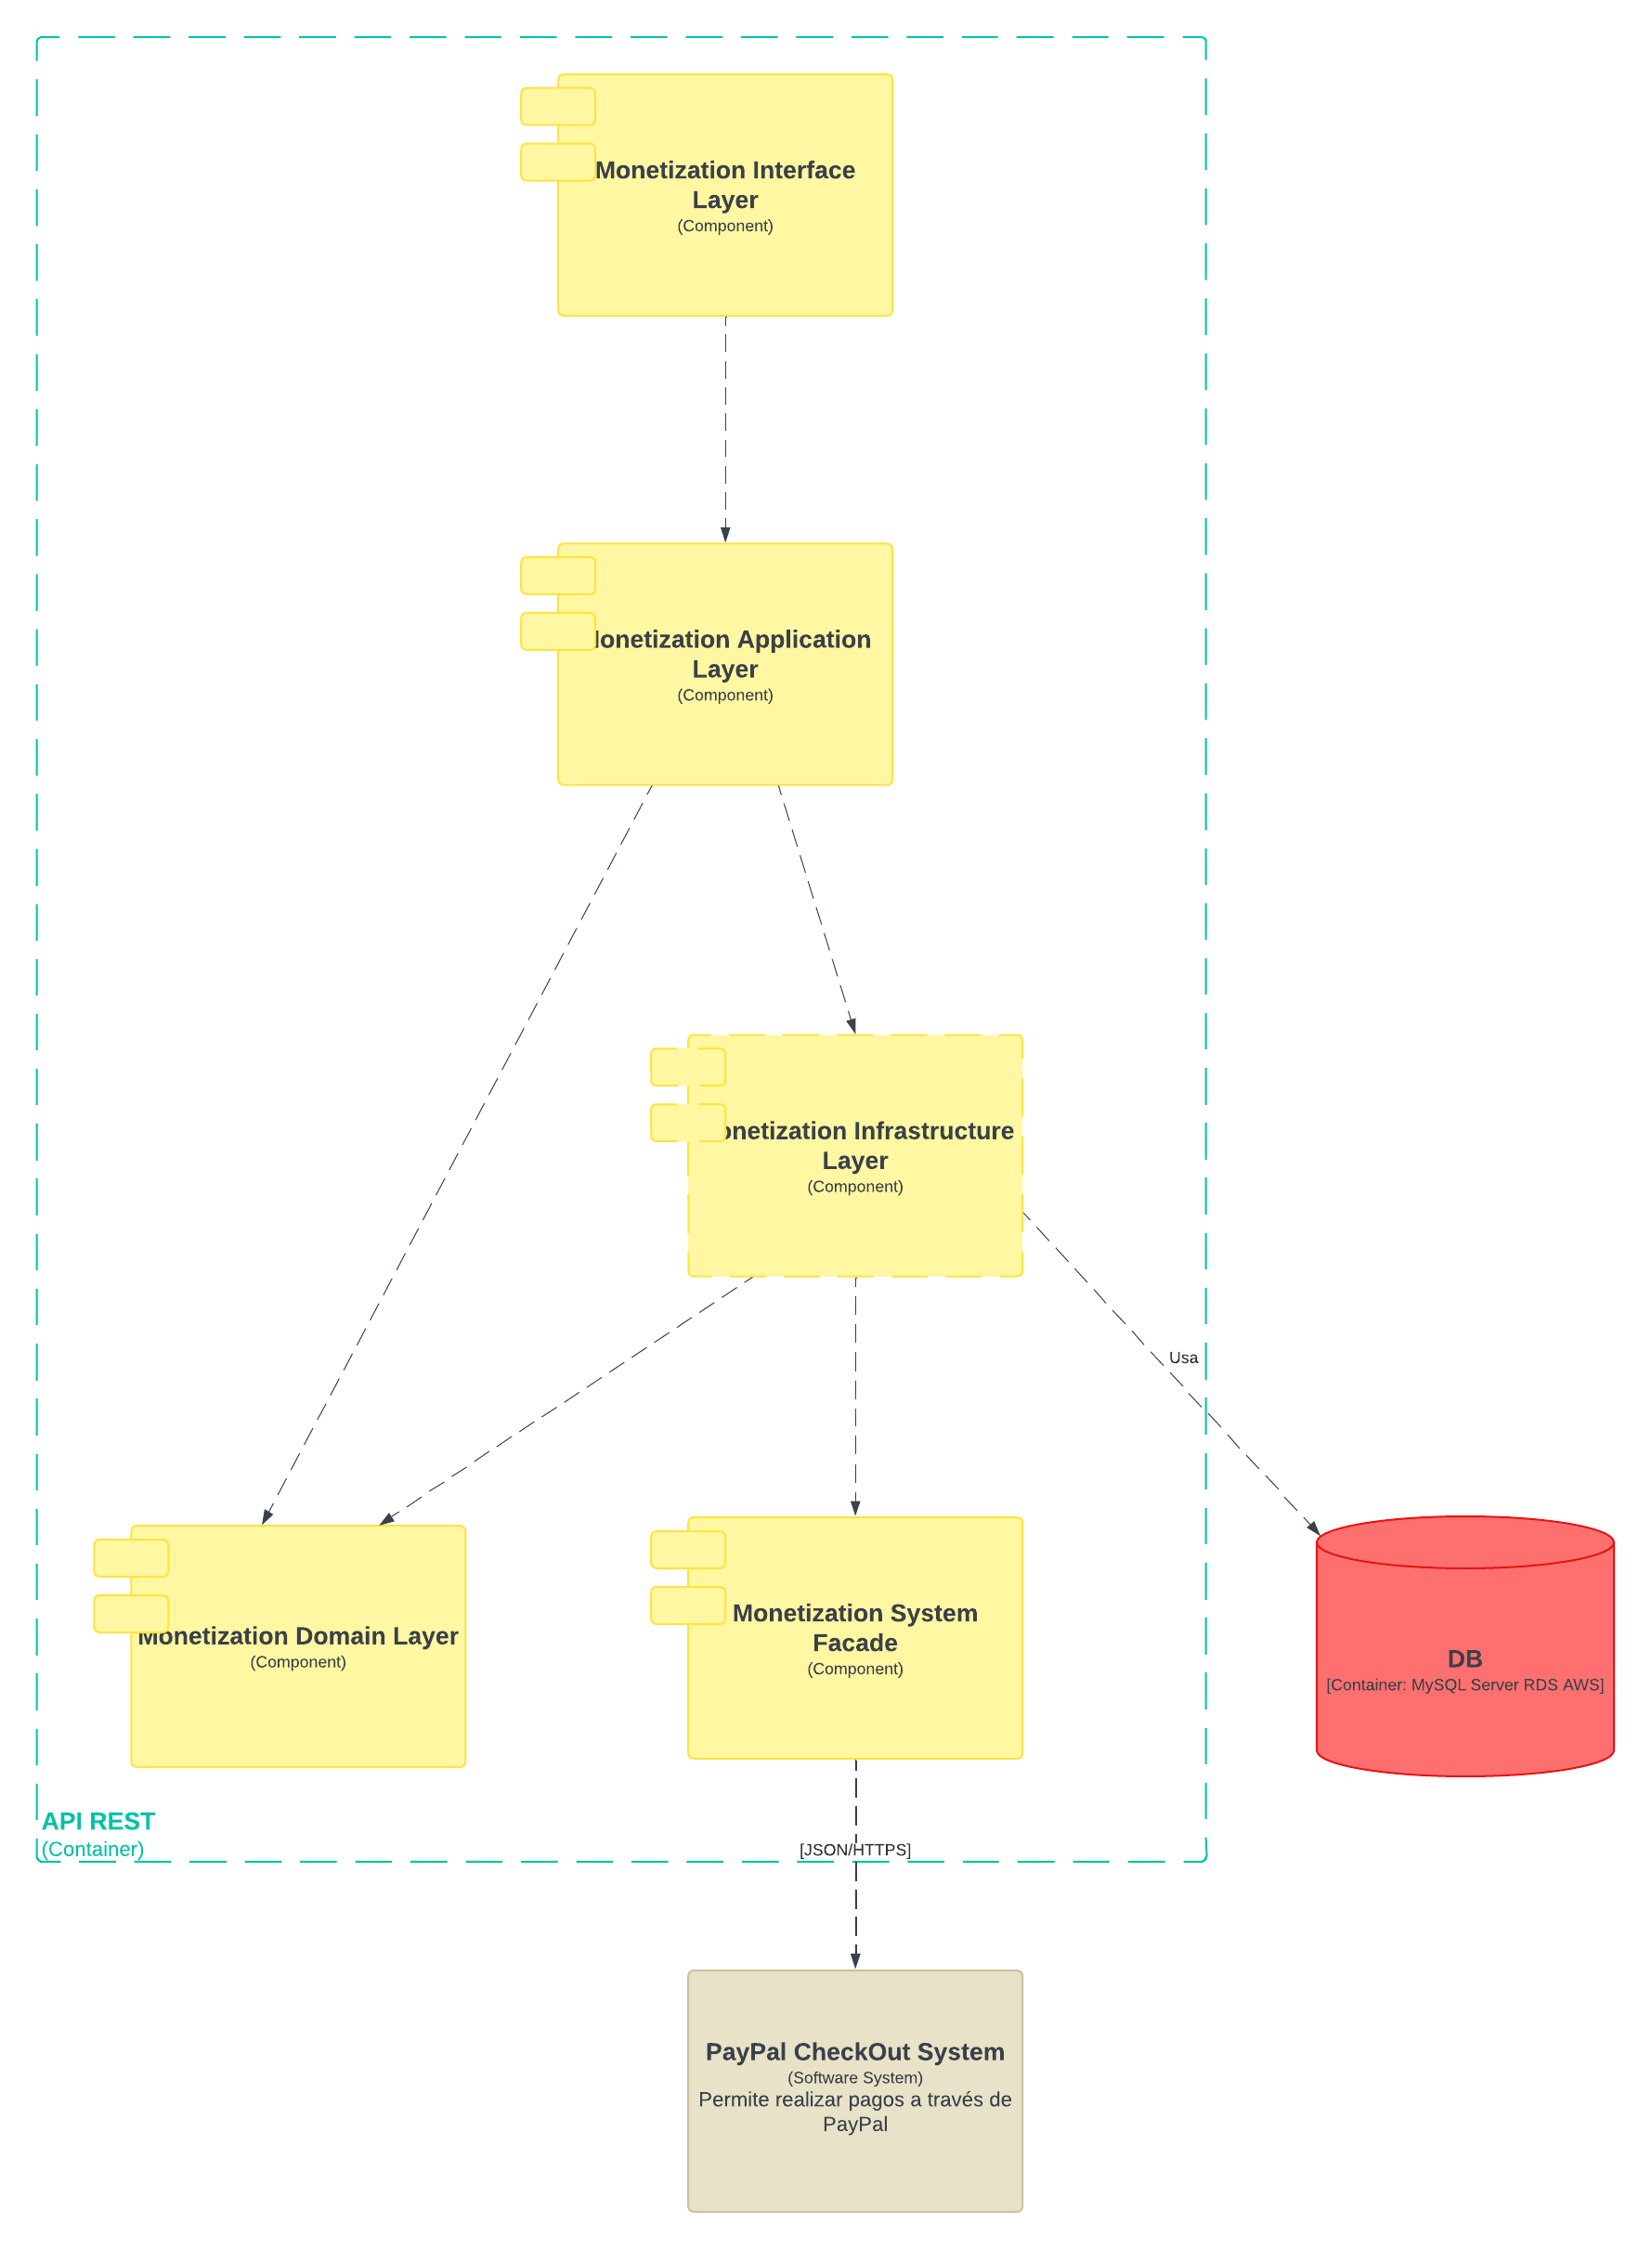 Monetization Interface
Layer
(Component)
Monetization Application
Layer
(Component)
Monetization Infrastructure
Layer
(Component)
Usa
Monetization Domain Layer
(Component)
Monetization System
Facade
(Component)
DB
[Container: MySQL Server RDS AWS]
API REST
(Container)
[JSON/HTTPS]
PayPal CheckOut System
(Software System)
Permite realizar pagos a través de
PayPal